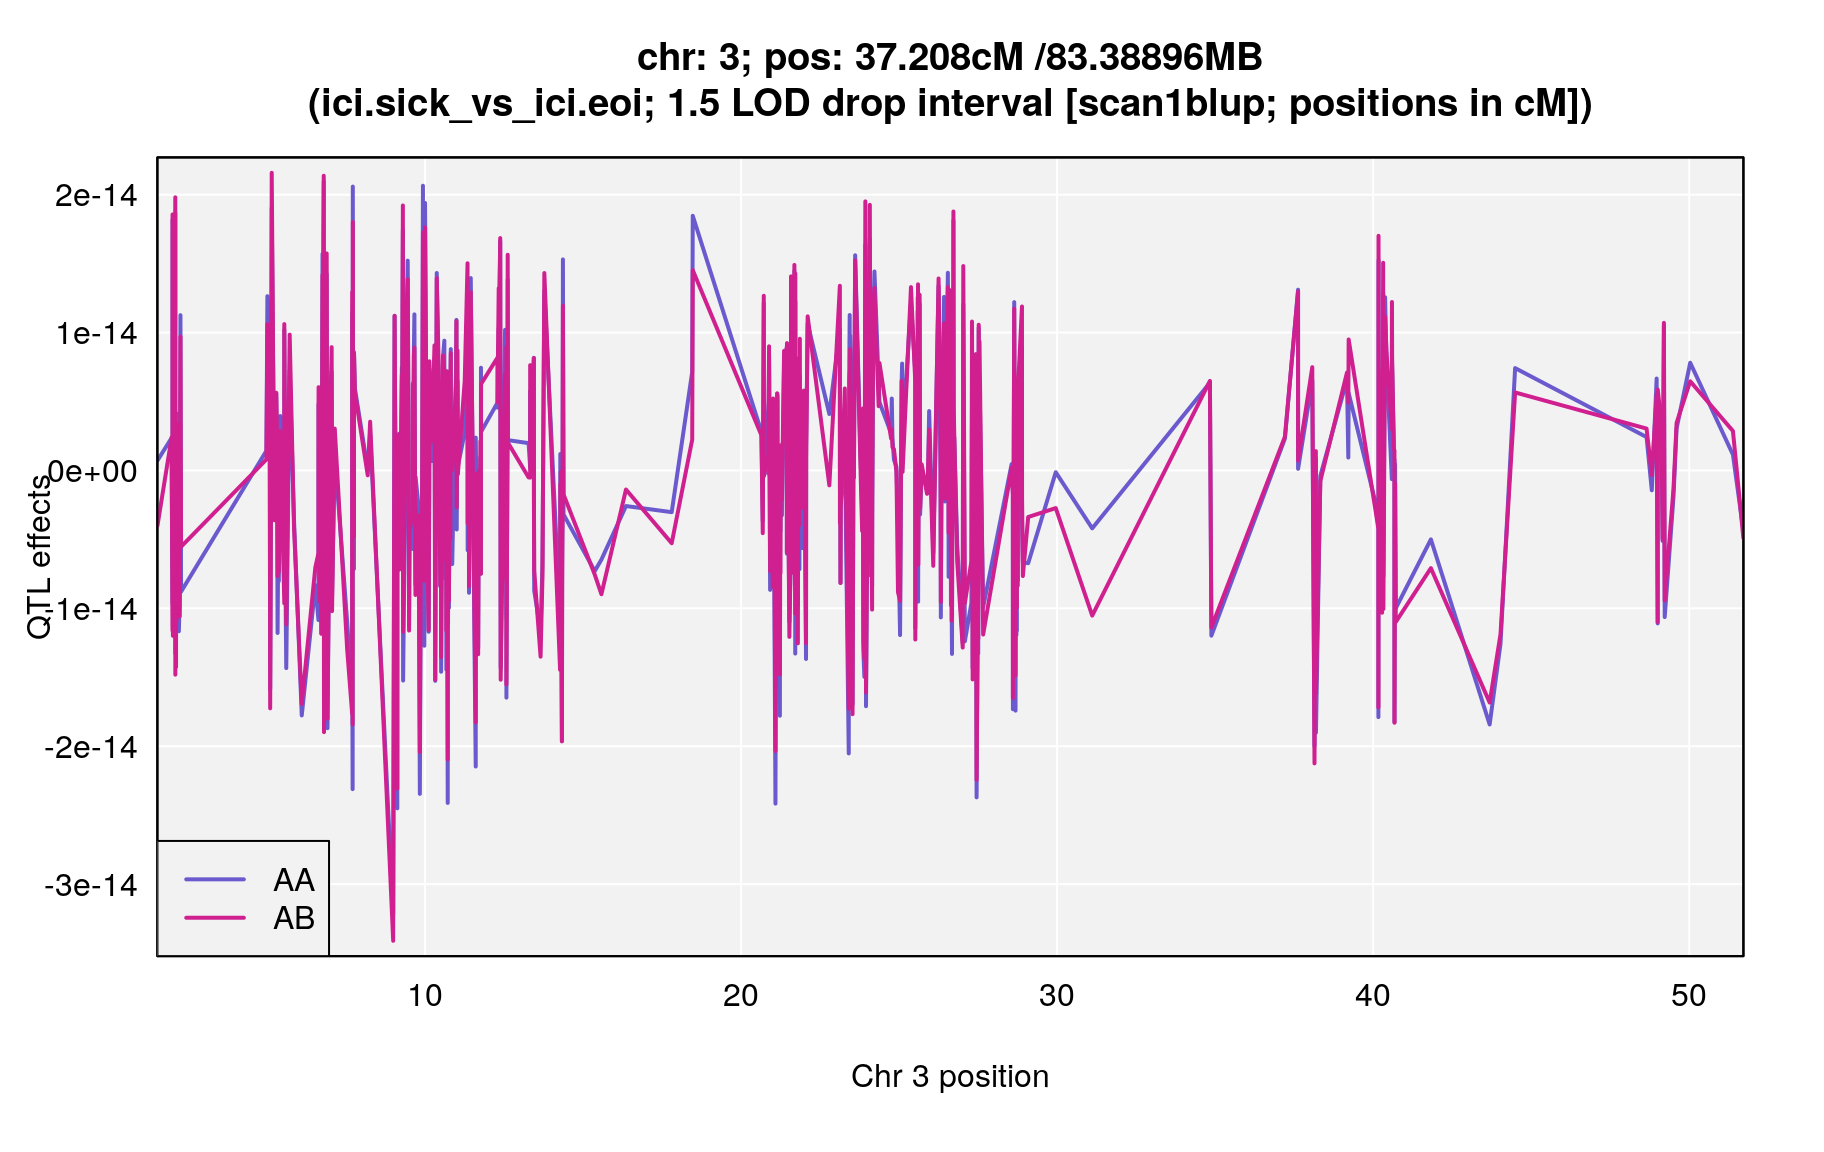 chr: 3; pos: 37.208cM /83.38896MB
(ici.sick_vs_ici.eoi; 1.5 LOD drop interval [scan1blup; positions in cM])
QTL effects
2e-14
1e-14
0e+00
-1e-14
-2e-14
-3e-14
AA
AB
10
20
30
40
50
Chr 3 position